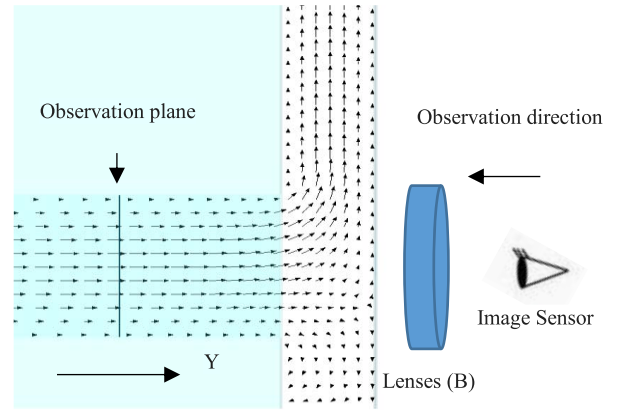 Observation plane
Observation direction
Image Sensor
Y
Lenses (B)